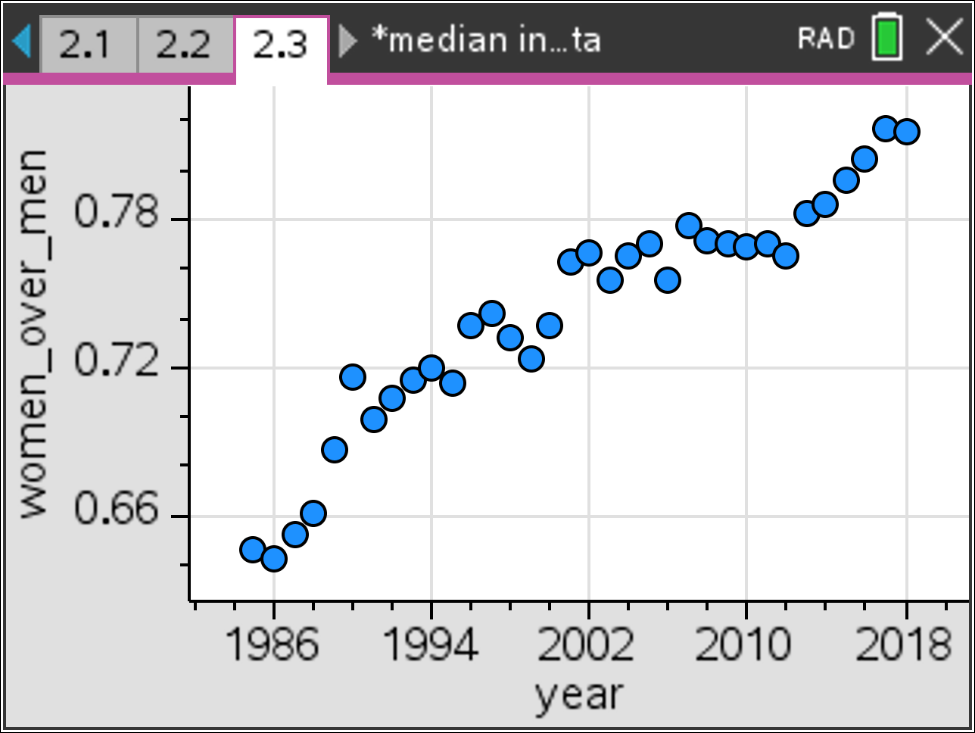 2.1 2.2 2.3 *median in...ta RAD
women_over_men
0.78
0.72
0.66
1986 1994 2002 2010 2018
year